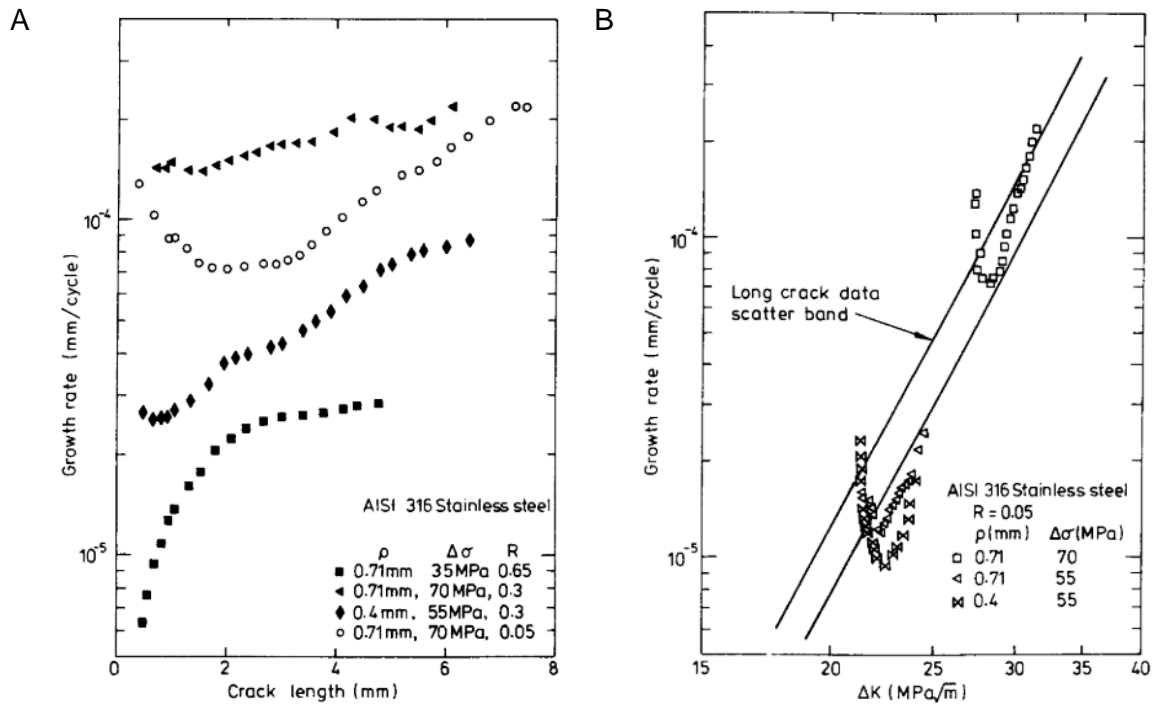 A
Growth rate (mm/cycle)
10-4
10-5
AISI 316 Stainless steel
ρ Δσ R
0.71mm 35MPa 0.65
0.71mm, 70MPa, 0.3
0.4mm, 55MPa, 0.3
0.71mm, 70MPa, 0.05
0 2 4 6 8
Crack length (mm)
B
Growth rate (mm/cycle)
10-4
10-5
Long crack data
scatter band
AISI 316 Stainless steel
R = 0.05
ρ(mm) Δσ(MPa)
0.71 70
0.71 55
0.4 55
15 20 25 30 35 40
ΔK (MPa√m)